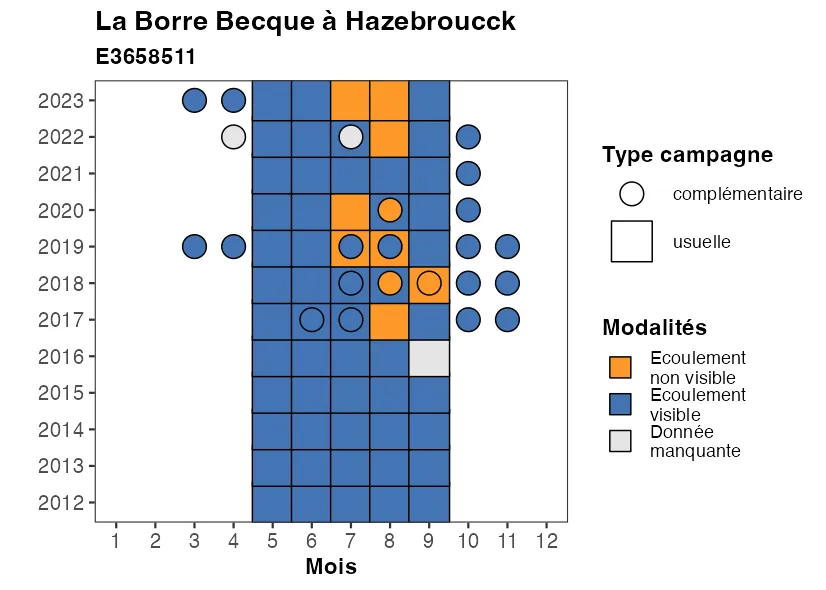 La Borre Becque à Hazebroucck
E3658511
2023
2022
2021
2020
2019
2018
2017
2016
2015
2014
2013
2012
1 2 3 4 5 6 7 8 9 10 11 12
Mois
Type campagne
complémentaire
usuelle
Modalités
Ecoulement
non visible
Ecoulement
visible
Donnée
manquante